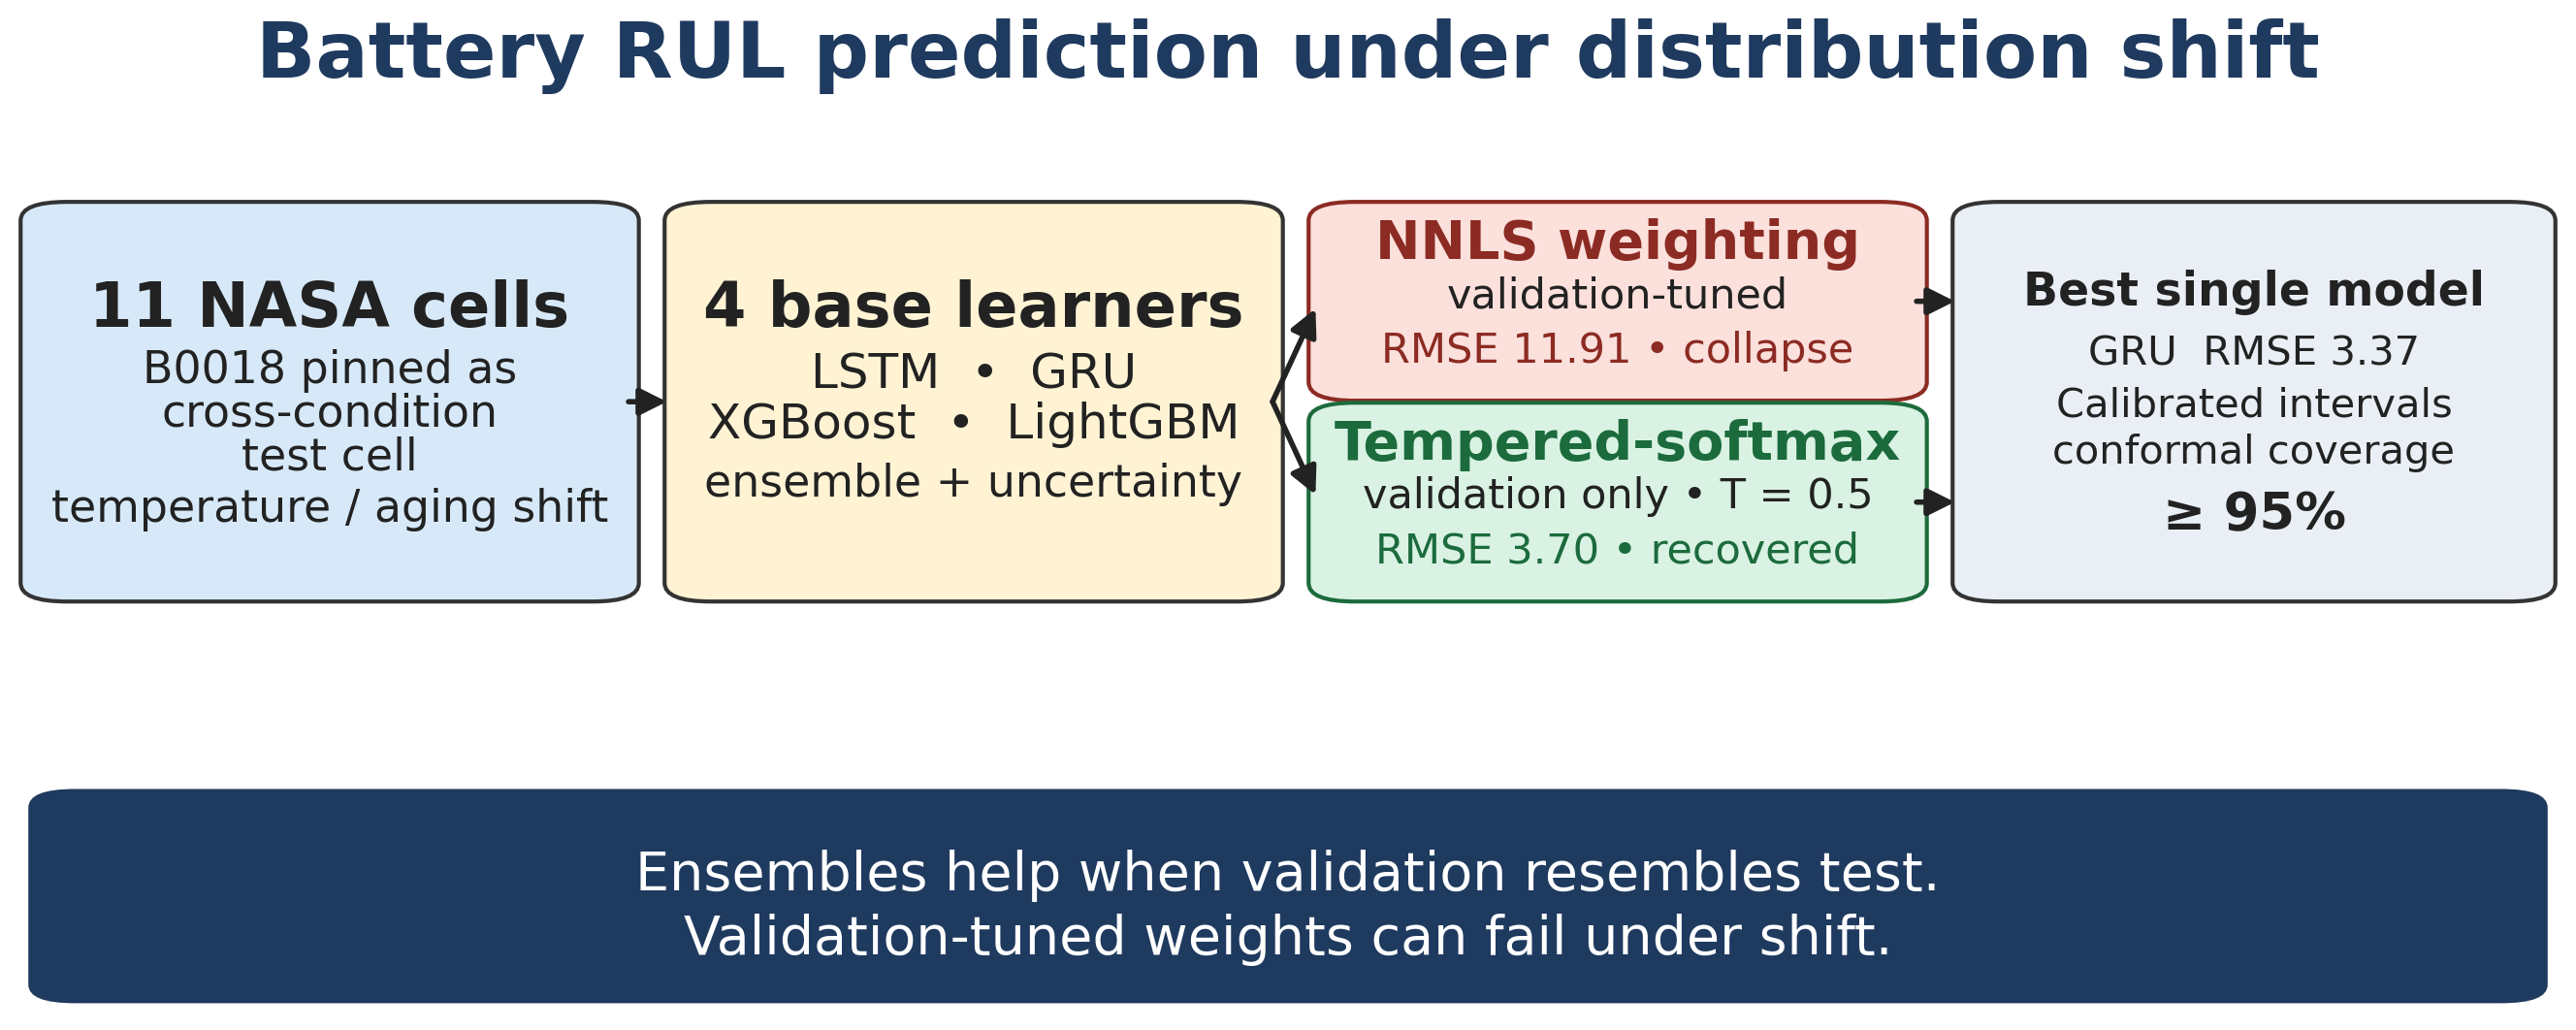 Battery RUL prediction under distribution shift
11 NASA cells
B0018 pinned as
cross-condition
test cell
temperature / aging shift
4 base learners
LSTM • GRU
XGBoost • LightGBM
ensemble + uncertainty
NNLS weighting
validation-tuned
RMSE 11.91 • collapse
Tempered-softmax
validation only • T = 0.5
RMSE 3.70 • recovered
Best single model
GRU RMSE 3.37
Calibrated intervals
conformal coverage
≥ 95%
Ensembles help when validation resembles test.
Validation-tuned weights can fail under shift.